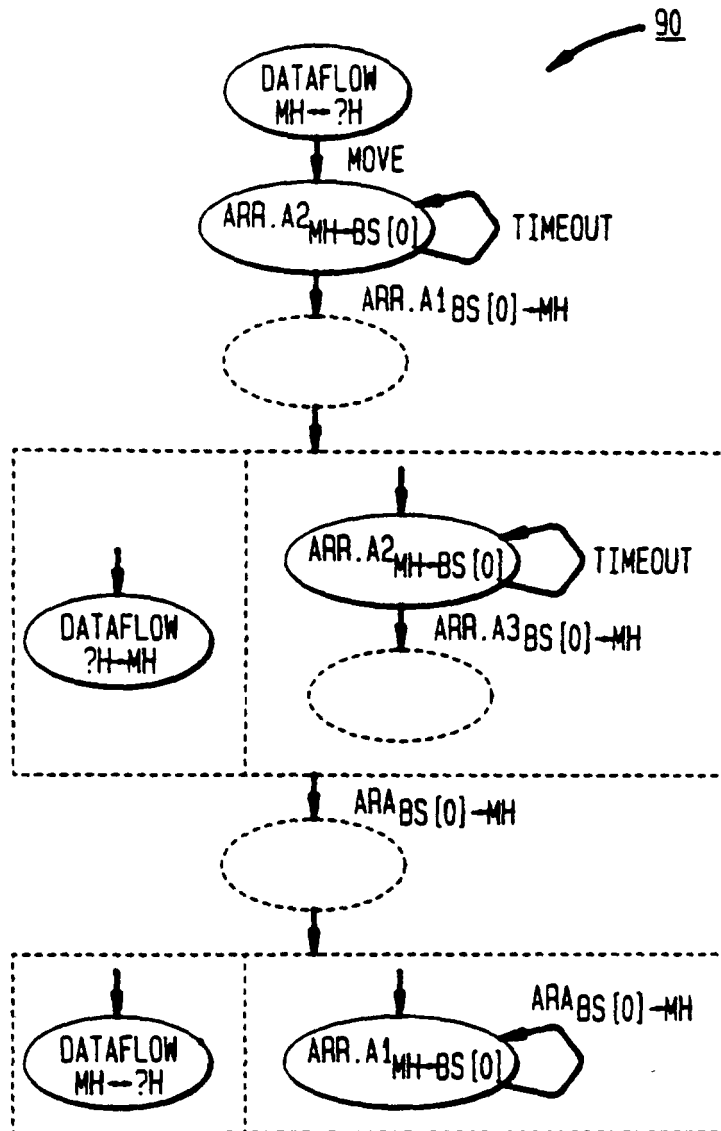 90
DATAFLOW
MH↔?H
MOVE
ARR.A2MH→BS[0]
TIMEOUT
ARR.A1BS[0]→MH
ARR.A2MH→BS[0]
TIMEOUT
ARR.A3BS[0]→MH
DATAFLOW
?H→MH
ARABS[0]→MH
ARABS[0]→MH
DATAFLOW
MH↔?H
ARR.A1MH→BS[0]